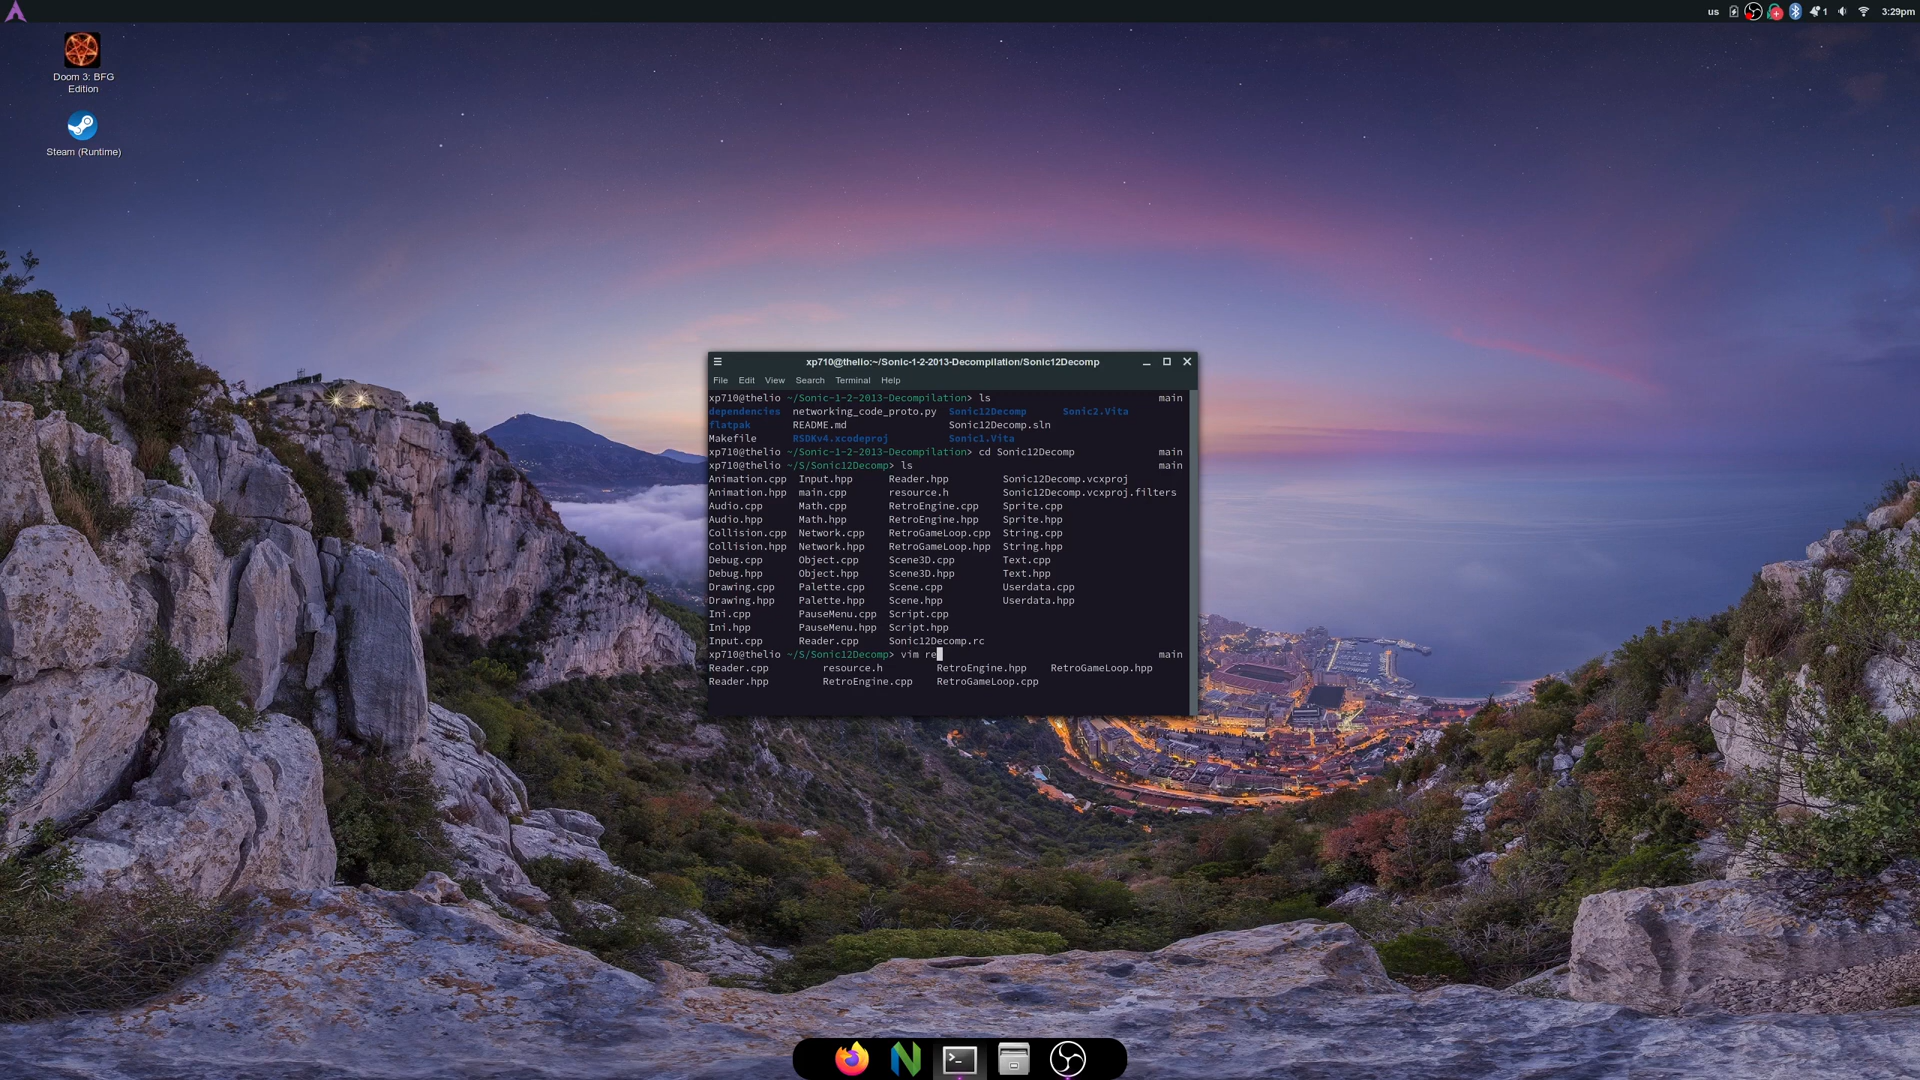 us
1
3:29pm
Doom 3: BFG
Edition
Steam (Runtime)
xp710@thelio:~/Sonic-1-2-2013-Decompilation/Sonic12Decomp
File Edit View Search Terminal Help
xp710@thelio ~/Sonic-1-2-2013-Decompilation> ls main
dependencies networking_code_proto.py Sonic12Decomp Sonic2.Vita
flatpak README.md Sonic12Decomp.sln
Makefile RSDKv4.xcodeproj Sonic1.Vita
xp710@thelio ~/Sonic-1-2-2013-Decompilation> cd Sonic12Decomp main
xp710@thelio ~/S/Sonic12Decomp> ls main
Animation.cpp Input.hpp Reader.hpp Sonic12Decomp.vcxproj
Animation.hpp main.cpp resource.h Sonic12Decomp.vcxproj.filters
Audio.cpp Math.cpp RetroEngine.cpp Sprite.cpp
Audio.hpp Math.hpp RetroEngine.hpp Sprite.hpp
Collision.cpp Network.cpp RetroGameLoop.cpp String.cpp
Collision.hpp Network.hpp RetroGameLoop.hpp String.hpp
Debug.cpp Object.cpp Scene3D.cpp Text.cpp
Debug.hpp Object.hpp Scene3D.hpp Text.hpp
Drawing.cpp Palette.cpp Scene.cpp Userdata.cpp
Drawing.hpp Palette.hpp Scene.hpp Userdata.hpp
Ini.cpp PauseMenu.cpp Script.cpp
Ini.hpp PauseMenu.hpp Script.hpp
Input.cpp Reader.cpp Sonic12Decomp.rc
xp710@thelio ~/S/Sonic12Decomp> vim re main
Reader.cpp resource.h RetroEngine.hpp RetroGameLoop.hpp
Reader.hpp RetroEngine.cpp RetroGameLoop.cpp